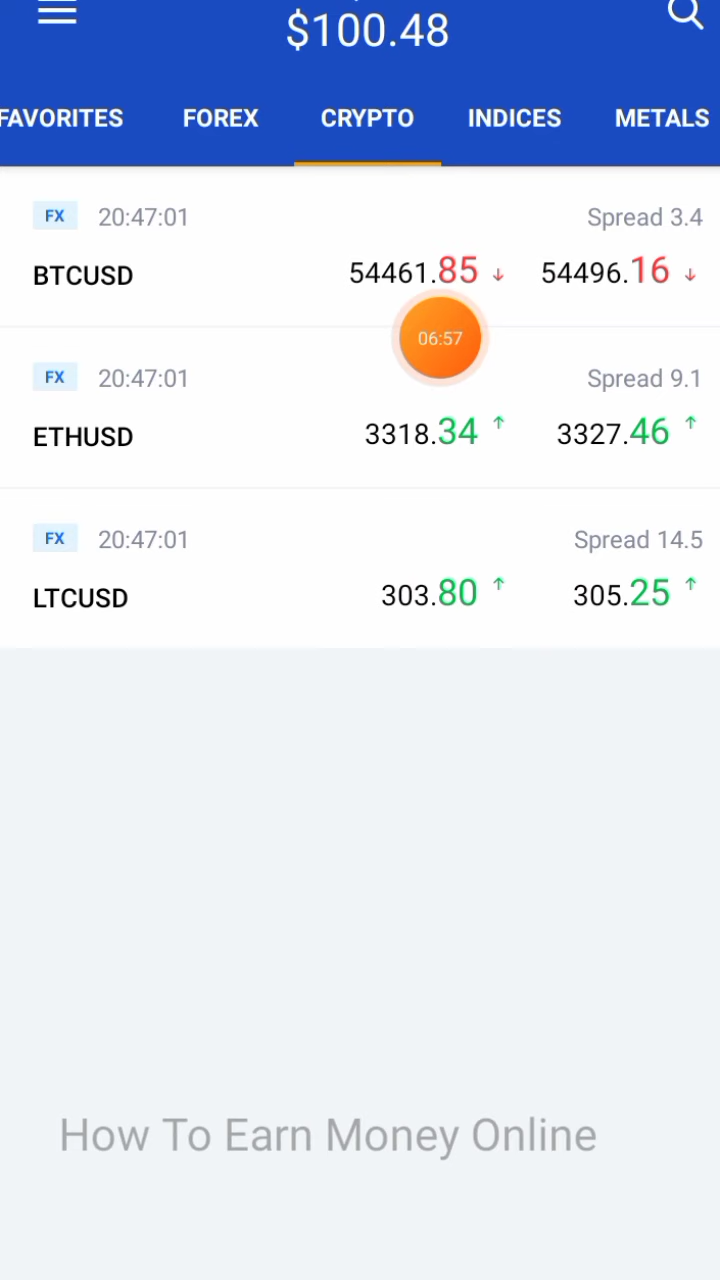 $100.48
FAVORITES FOREX CRYPTO INDICES METALS
FX 20:47:01 Spread 3.4
BTCUSD 54461.85 ↓ 54496.16 ↓
06:57
FX 20:47:01 Spread 9.1
ETHUSD 3318.34 ↑ 3327.46 ↑
FX 20:47:01 Spread 14.5
LTCUSD 303.80 ↑ 305.25 ↑
How To Earn Money Online